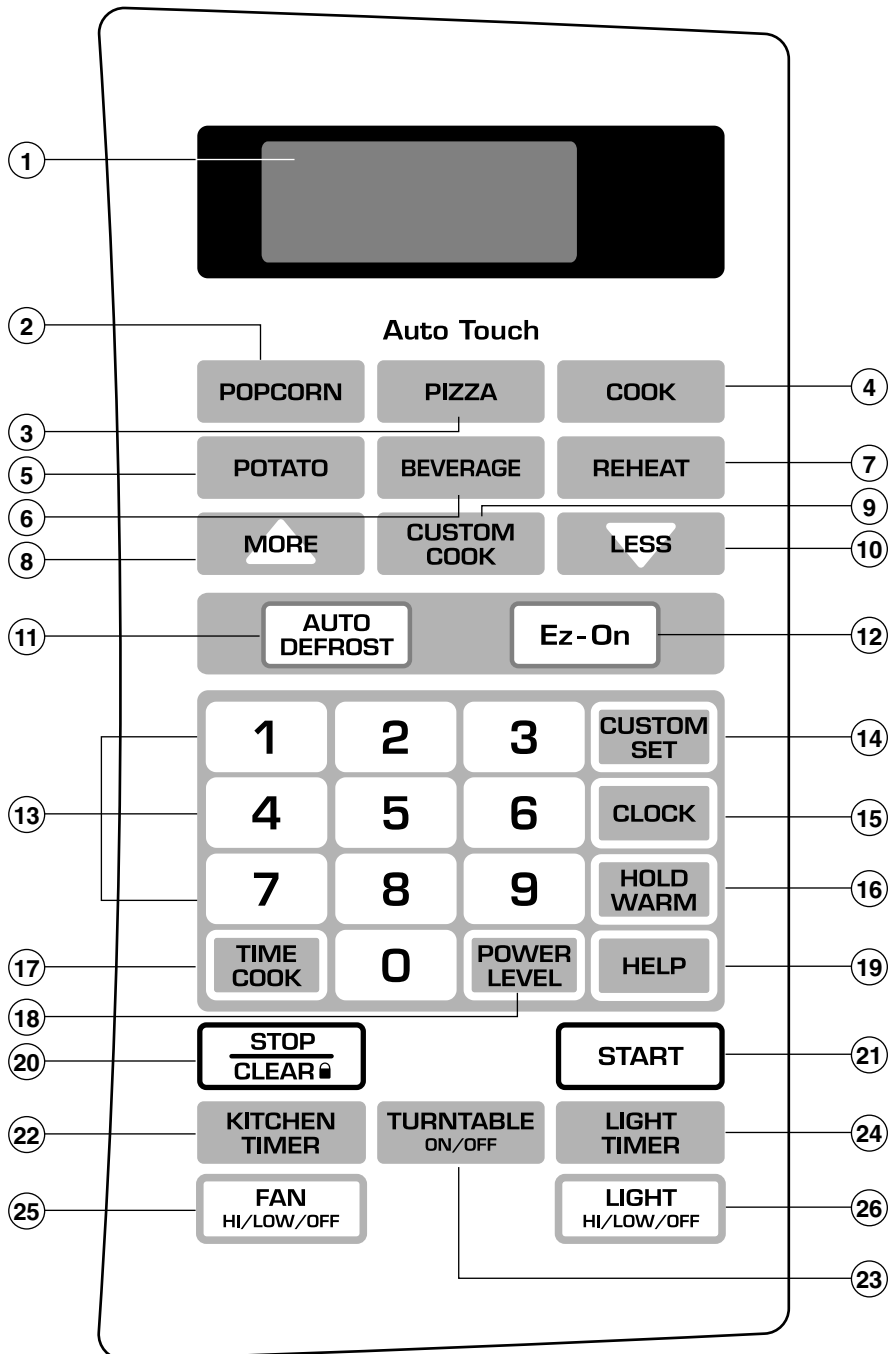 1
2
Auto Touch
POPCORN PIZZA COOK
4
3
POTATO BEVERAGE REHEAT
5
7
6
9
MORE CUSTOM COOK LESS
8
10
11
AUTO DEFROST Ez-On
12
1 2 3 CUSTOM SET
14
13
4 5 6 CLOCK
15
7 8 9 HOLD WARM
16
17
TIME COOK 0 POWER LEVEL HELP
19
18
20
STOP
CLEAR
START
21
22
KITCHEN TIMER
TURNTABLE
ON/OFF
LIGHT TIMER
24
25
FAN
HI/LOW/OFF
LIGHT
HI/LOW/OFF
26
23